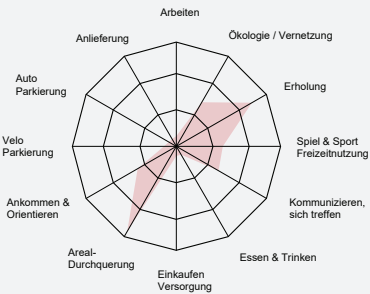 Arbeiten
Ökologie / Vernetzung
Erholung
Spiel & Sport
Freizeitnutzung
Kommunizieren,
sich treffen
Essen & Trinken
Einkaufen
Versorgung
Areal-
Durchquerung
Ankommen &
Orientieren
Velo
Parkierung
Auto
Parkierung
Anlieferung